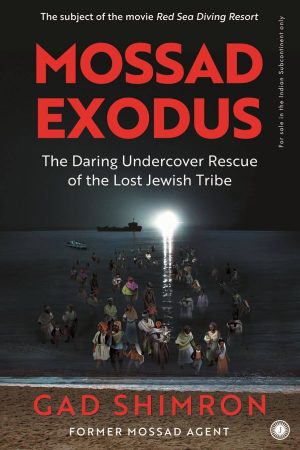 The subject of the movie Red Sea Diving Resort
MOSSAD
EXODUS
The Daring Undercover Rescue
of the Lost Jewish Tribe
For sale in the Indian Subcontinent only
GAD SHIMRON
FORMER MOSSAD AGENT